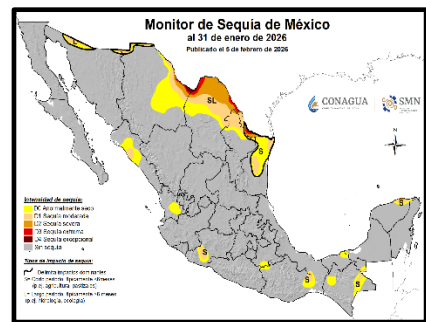 Monitor de Sequía de México
al 31 de enero de 2026
Publicado el 5 de febrero de 2026
CONAGUA
SMN
N
L
SL
S
S
S
S
S
S
Intensidad de sequía:
D0 Anormalmente seco
D1 Sequía moderada
D2 Sequía severa
D3 Sequía extrema
D4 Sequía excepcional
Sin sequía
Tipos de impacto de sequía:
Delimita impactos dominantes